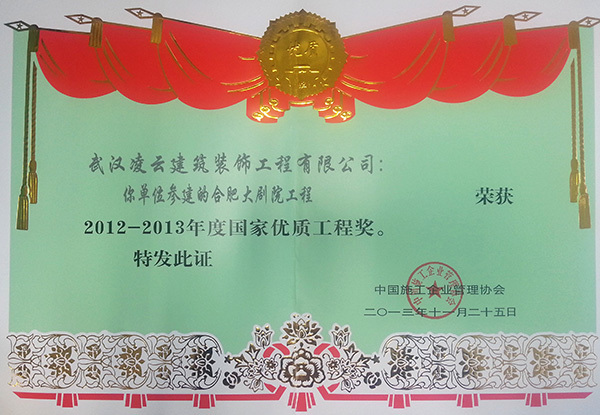 优质
武汉凌云建筑装饰工程有限公司：
你单位参建的合肥大剧院工程 荣获
2012-2013年度国家优质工程奖。
特发此证
中国施工企业管理协会
二〇一三年十一月二十五日